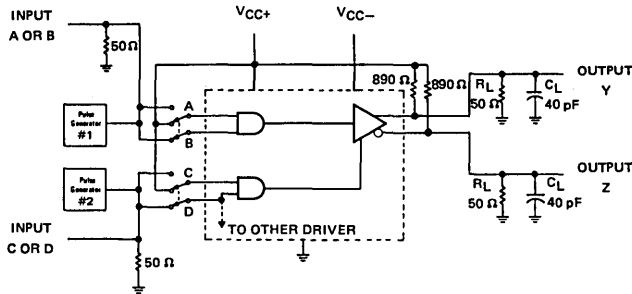 INPUT
A OR B
50 Ω
VCC+
VCC−
890 Ω
890 Ω
RL
50 Ω
CL
40 pF
OUTPUT
Y
Pulse
Generator
#1
A
B
Pulse
Generator
#2
C
D
INPUT
C OR D
50 Ω
TO OTHER DRIVER
RL
50 Ω
CL
40 pF
OUTPUT
Z